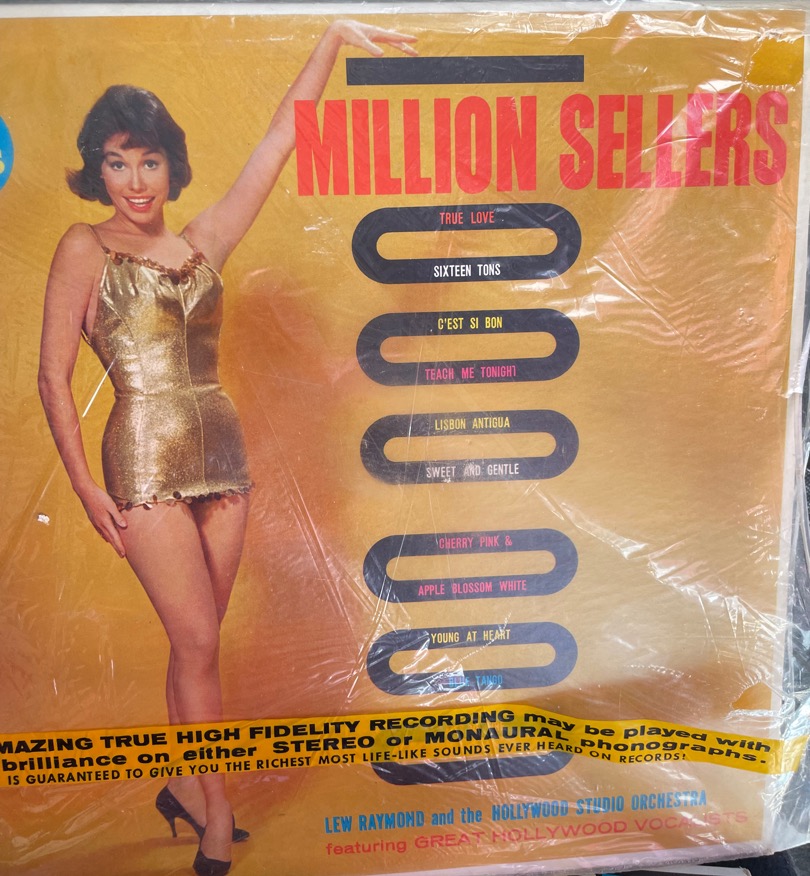 MILLION SELLERS
TRUE LOVE
SIXTEEN TONS
C'EST SI BON
TEACH ME TONIGHT
LISBON ANTIGUA
SWEET AND GENTLE
CHERRY PINK &
APPLE BLOSSOM WHITE
YOUNG AT HEART
BLUE TANGO
MAZING TRUE HIGH FIDELITY RECORDING may be played with
brilliance on either STEREO or MONAURAL phonographs.
IS GUARANTEED TO GIVE YOU THE RICHEST MOST LIFE-LIKE SOUNDS EVER HEARD ON RECORDS!
LEW RAYMOND and the HOLLYWOOD STUDIO ORCHESTRA
featuring GREAT HOLLYWOOD VOCALISTS